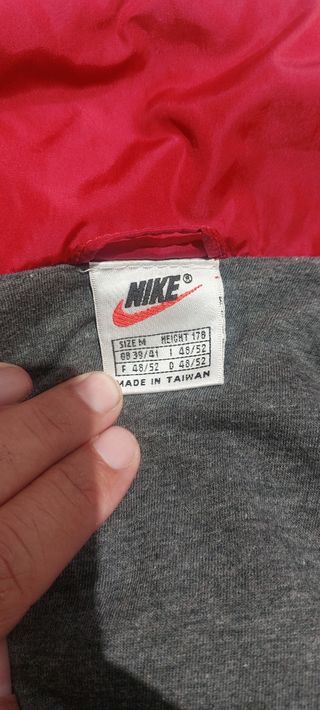 NIKE®
SIZE M HEIGHT 178
GB 39/41 I 48/52
F 48/52 D 48/52
MADE IN TAIWAN